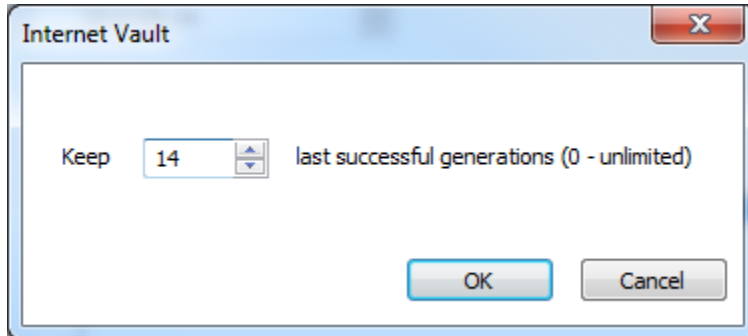 Internet Vault
Keep 14 last successful generations (0 - unlimited)
OK Cancel